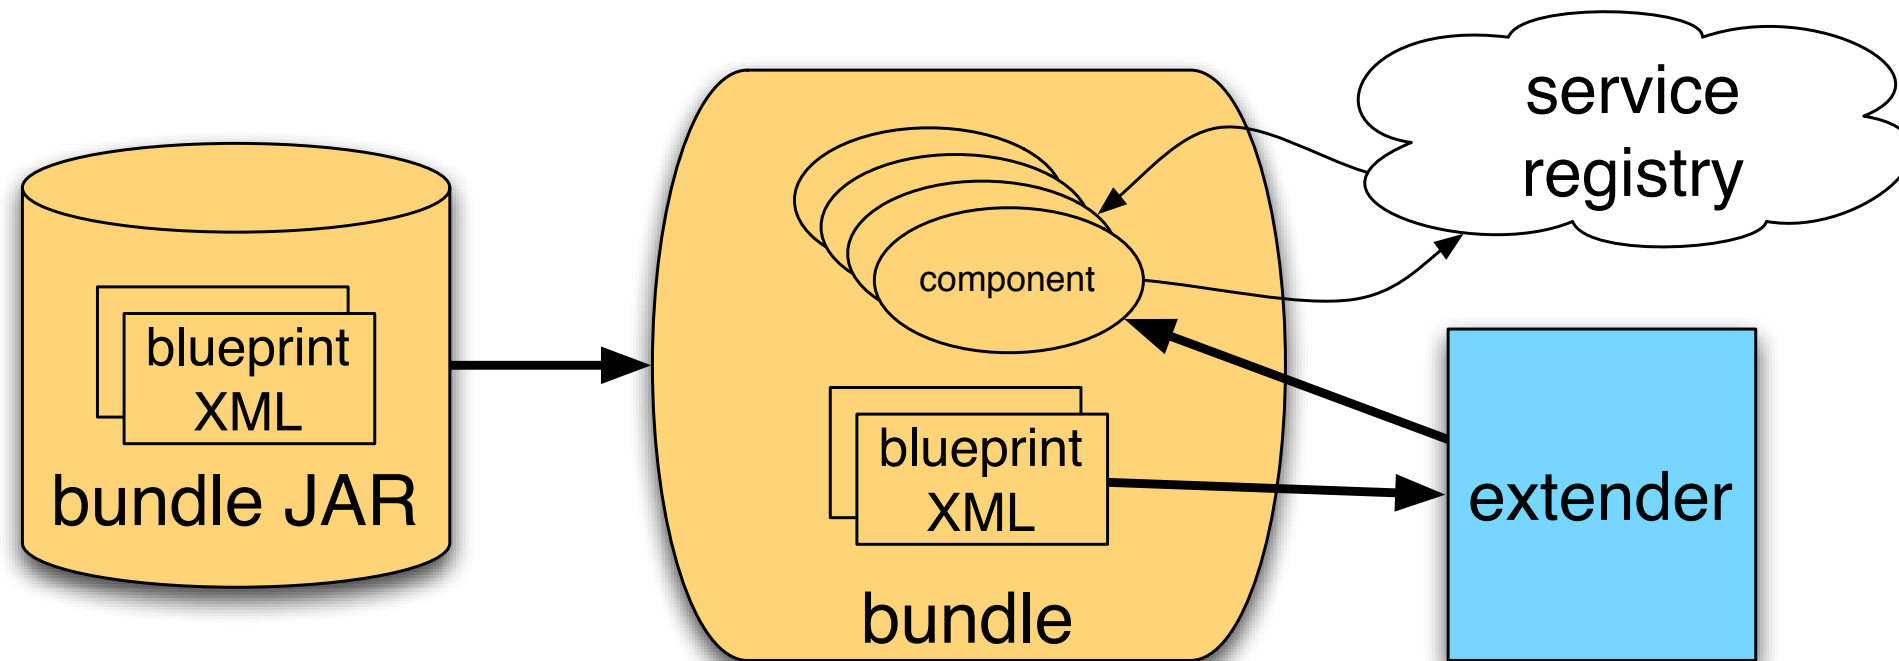 blueprint
XML
bundle JAR
component
blueprint
XML
bundle
service
registry
extender